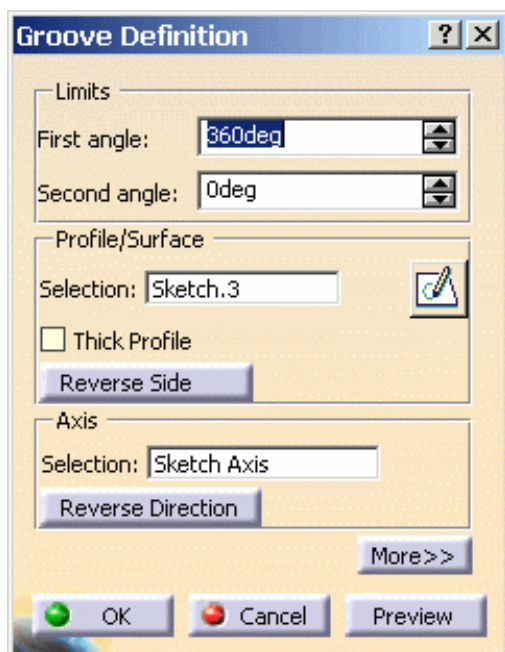 Groove Definition ? X
Limits
First angle: 360deg
Second angle: 0deg
Profile/Surface
Selection: Sketch.3
Thick Profile
Reverse Side
Axis
Selection: Sketch Axis
Reverse Direction
More>>
OK Cancel Preview